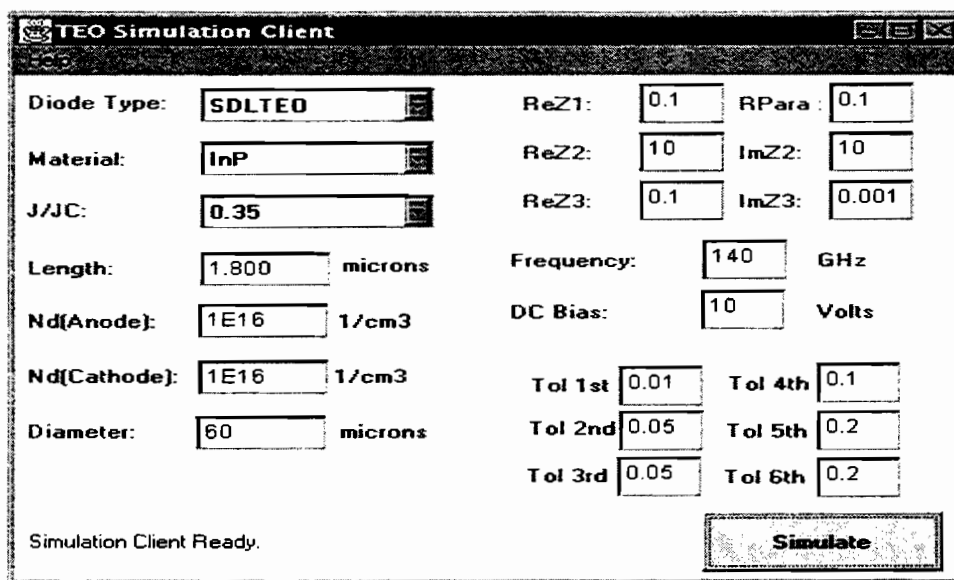 TEO Simulation Client
Help
Diode Type: SDLTEO
Material: InP
J/JC: 0.35
Length: 1.800 microns
Nd(Anode): 1E16 1/cm3
Nd(Cathode): 1E16 1/cm3
Diameter: 60 microns
ReZ1: 0.1 RPara : 0.1
ReZ2: 10 ImZ2: 10
ReZ3: 0.1 ImZ3: 0.001
Frequency: 140 GHz
DC Bias: 10 Volts
Tol 1st 0.01 Tol 4th 0.1
Tol 2nd 0.05 Tol 5th 0.2
Tol 3rd 0.05 Tol 6th 0.2
Simulation Client Ready.
Simulate